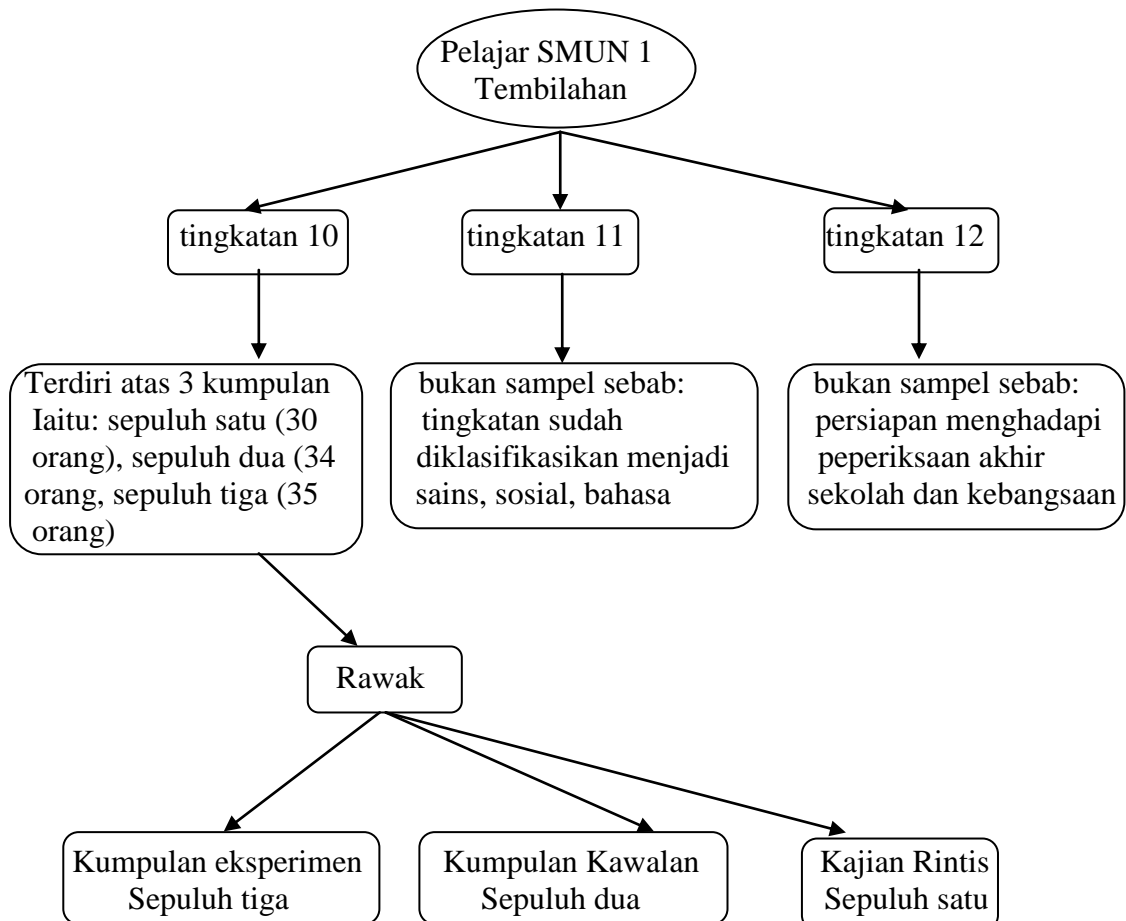 Pelajar SMUN 1
Tembilahan
tingkatan 10
tingkatan 11
tingkatan 12
Terdiri atas 3 kumpulan
Iaitu: sepuluh satu (30
orang), sepuluh dua (34
orang, sepuluh tiga (35
orang)
bukan sampel sebab:
tingkatan sudah
diklasifikasikan menjadi
sains, sosial, bahasa
bukan sampel sebab:
persiapan menghadapi
peperiksaan akhir
sekolah dan kebangsaan
Rawak
Kumpulan eksperimen
Sepuluh tiga
Kumpulan Kawalan
Sepuluh dua
Kajian Rintis
Sepuluh satu